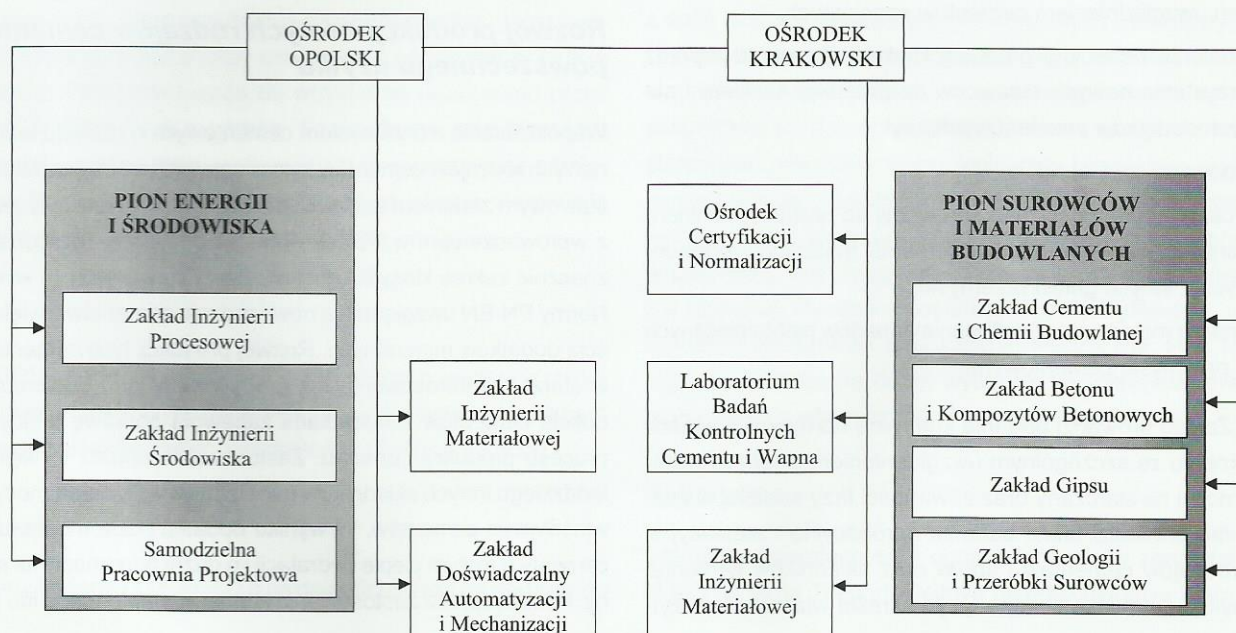 OŚRODEK
OPOLSKI
OŚRODEK
KRAKOWSKI
PION ENERGII
I ŚRODOWISKA
Zakład Inżynierii
Procesowej
Zakład Inżynierii
Środowiska
Samodzielna
Pracownia Projektowa
Zakład
Inżynierii
Materiałowej
Zakład
Doświadczalny
Automatyzacji
i Mechanizacji
Ośrodek
Certyfikacji
i Normalizacji
Laboratorium
Badań
Kontrolnych
Cementu i Wapna
Zakład
Inżynierii
Materiałowej
PION SUROWCÓW
I MATERIAŁÓW
BUDOWLANYCH
Zakład Cementu
i Chemii Budowlanej
Zakład Betonu
i Kompozytów Betonowych
Zakład Gipsu
Zakład Geologii
i Przeróbki Surowców